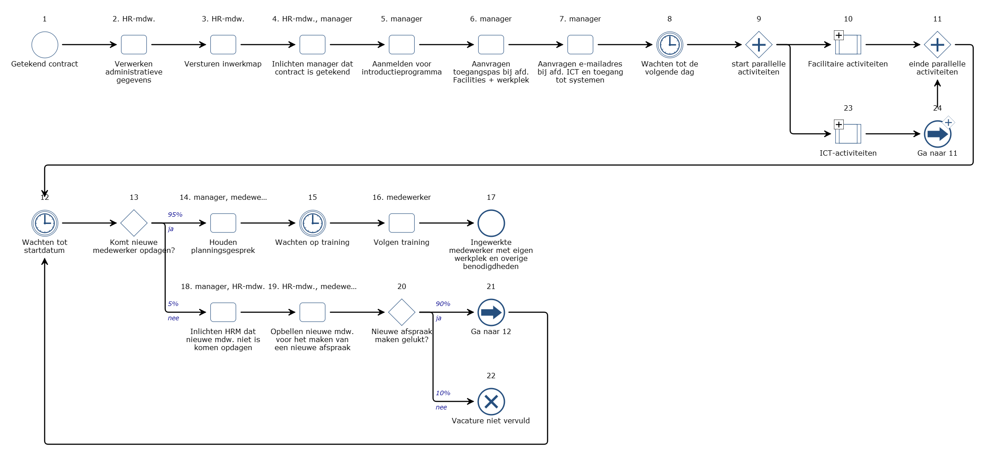 1
2. HR-mdw.
3. HR-mdw.
4. HR-mdw., manager
5. manager
6. manager
7. manager
8
9
10
11
Getekend contract
Verwerken
administratieve
gegevens
Versturen inwerkmap
Inlichten manager dat
contract is getekend
Aanmelden voor
introductieprogramma
Aanvragen
toegangspas bij afd.
Facilities + werkplek
Aanvragen e-mailadres
bij afd. ICT en toegang
tot systemen
Wachten tot de
volgende dag
start parallelle
activiteiten
Facilitaire activiteiten
einde parallelle
activiteiten
23
24
ICT-activiteiten
Ga naar 11
12
13
14. manager, medewe...
15
16. medewerker
17
95%
ja
Wachten tot
startdatum
Komt nieuwe
medewerker opdagen?
Houden
planningsgesprek
Wachten op training
Volgen training
Ingewerkte
medewerker met eigen
werkplek en overige
benodigdheden
18. manager, HR-mdw.
19. HR-mdw., medewe...
20
21
5%
nee
90%
ja
Inlichten HRM dat
nieuwe mdw. niet is
komen opdagen
Opbellen nieuwe mdw.
voor het maken van
een nieuwe afspraak
Nieuwe afspraak
maken gelukt?
Ga naar 12
22
10%
nee
Vacature niet vervuld